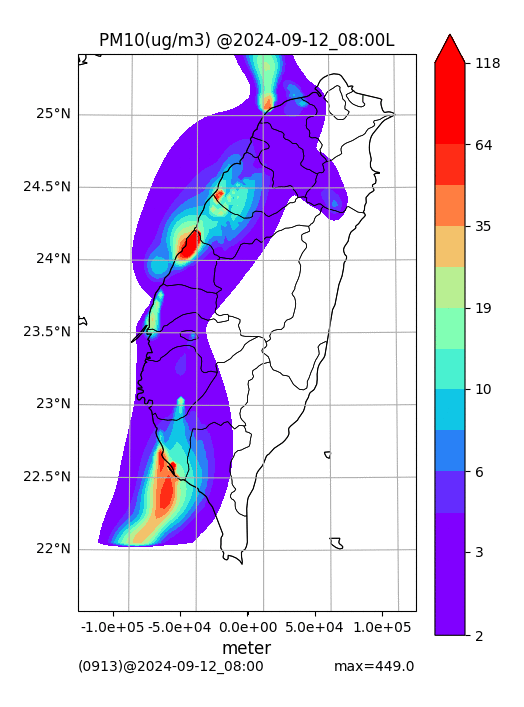 PM10(ug/m3) @2024-09-12_08:00L
118
25°N
64
24.5°N
35
24°N
19
23.5°N
10
23°N
6
22.5°N
3
22°N
2
-1.0e+05 -5.0e+04 0.0e+00 5.0e+04 1.0e+05
meter
(0913)@2024-09-12_08:00 max=449.0